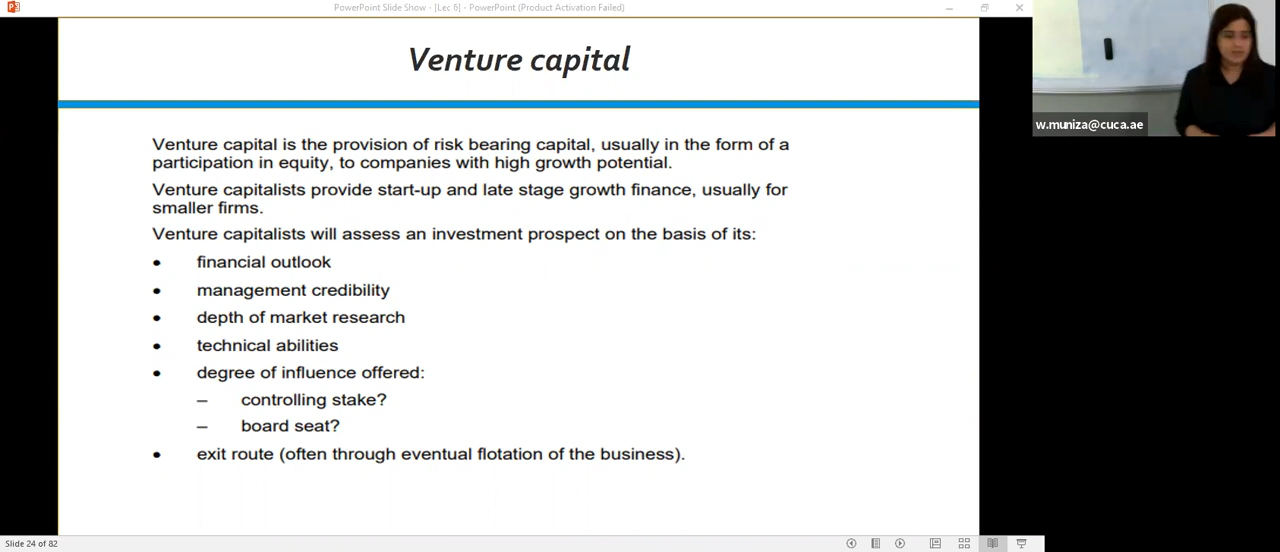 PowerPoint Slide Show - [Lec 6] - PowerPoint (Product Activation Failed)
Venture capital
Venture capital is the provision of risk bearing capital, usually in the form of a
participation in equity, to companies with high growth potential.
Venture capitalists provide start-up and late stage growth finance, usually for
smaller firms.
Venture capitalists will assess an investment prospect on the basis of its:
• financial outlook
• management credibility
• depth of market research
• technical abilities
• degree of influence offered:
– controlling stake?
– board seat?
• exit route (often through eventual flotation of the business).
w.muniza@cuca.ae
Slide 24 of 82